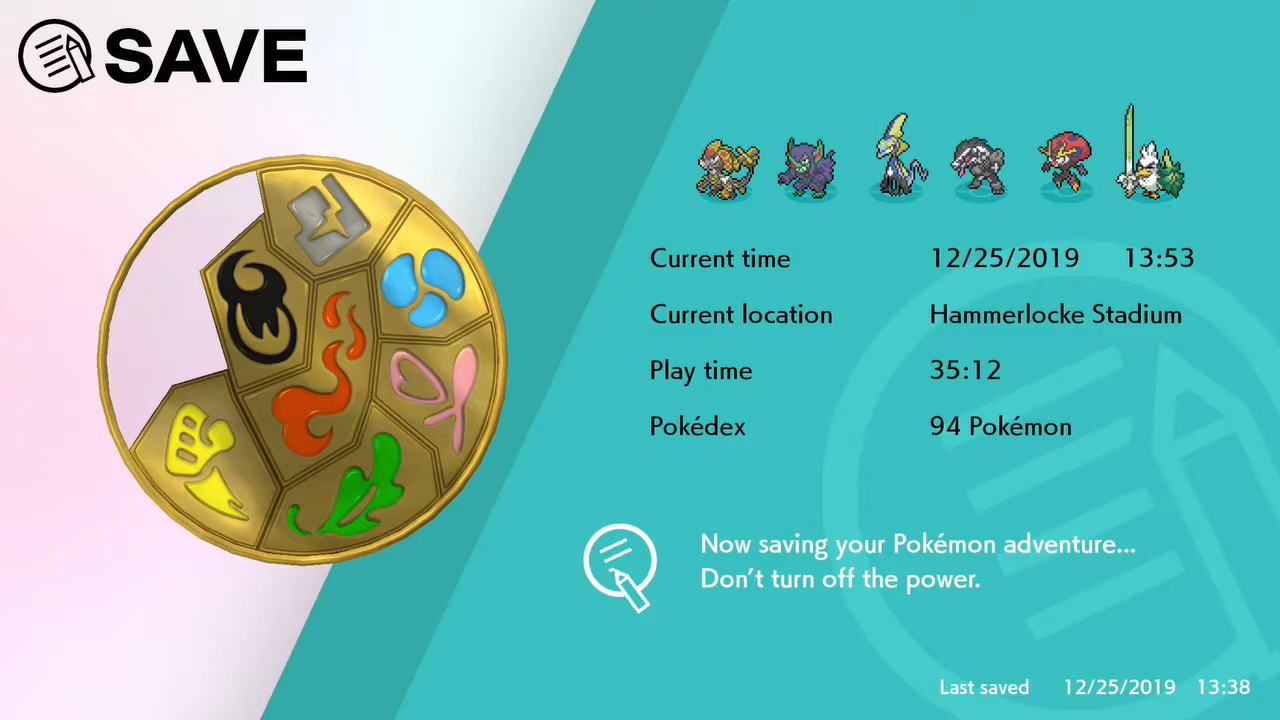 SAVE
Current time 12/25/2019 13:53
Current location Hammerlocke Stadium
Play time 35:12
Pokédex 94 Pokémon
Now saving your Pokémon adventure...
Don't turn off the power.
Last saved 12/25/2019 13:38